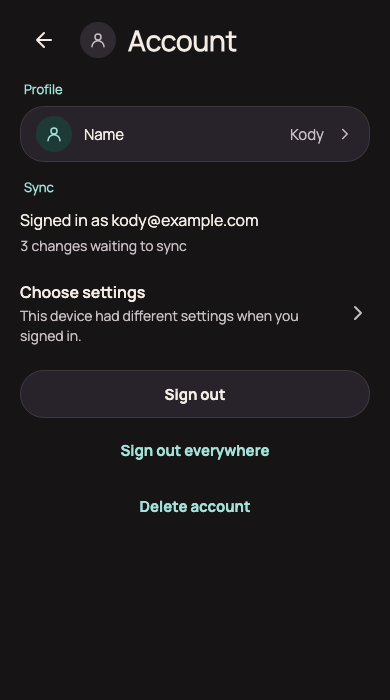 Account
Profile
Name
Kody
Sync
Signed in as kody@example.com
3 changes waiting to sync
Choose settings
This device had different settings when you
signed in.
Sign out
Sign out everywhere
Delete account